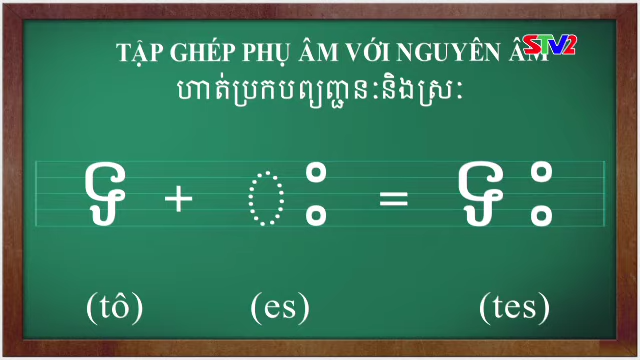 TẬP GHÉP PHỤ ÂM VỚI NGUYÊN ÂM
STV2
ហាត់ប្រកបព្យញ្ជនៈនិងស្រៈ
ទ + ះ = ទះ
(tô) (es) (tes)